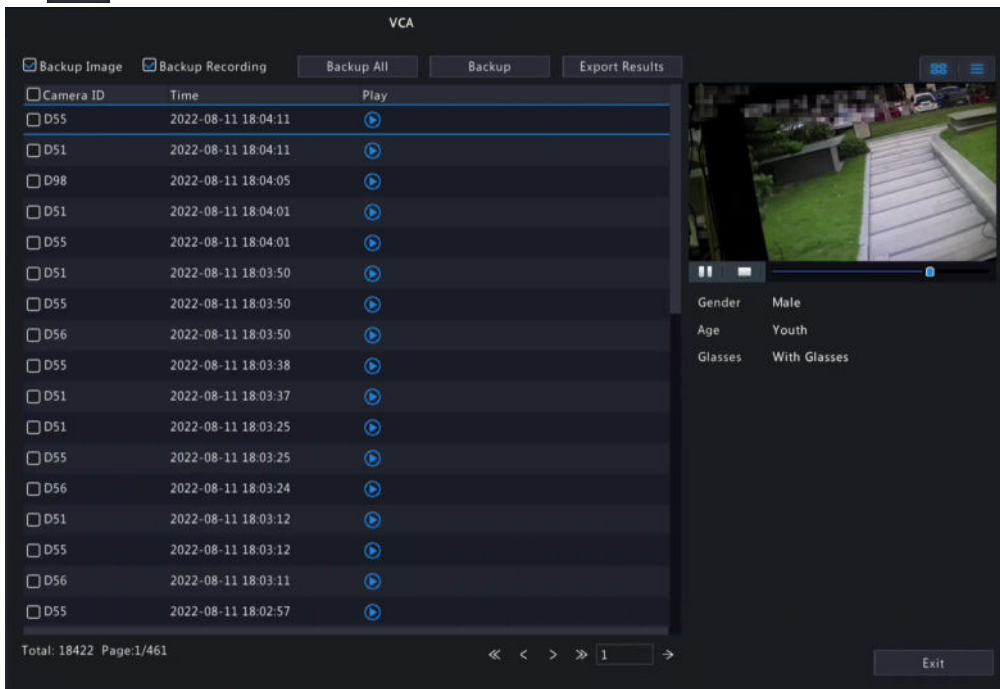 VCA
Backup Image Backup Recording Backup All Backup Export Results
Camera ID Time Play
D55 2022-08-11 18:04:11
D51 2022-08-11 18:04:11
D98 2022-08-11 18:04:05
D51 2022-08-11 18:04:01
D55 2022-08-11 18:04:01
D51 2022-08-11 18:03:50
D55 2022-08-11 18:03:50
D56 2022-08-11 18:03:50
D55 2022-08-11 18:03:38
D51 2022-08-11 18:03:37
D51 2022-08-11 18:03:25
D55 2022-08-11 18:03:25
D56 2022-08-11 18:03:24
D51 2022-08-11 18:03:12
D55 2022-08-11 18:03:12
D56 2022-08-11 18:03:11
D55 2022-08-11 18:02:57
Gender Male
Age Youth
Glasses With Glasses
Total: 18422 Page:1/461
1
Exit